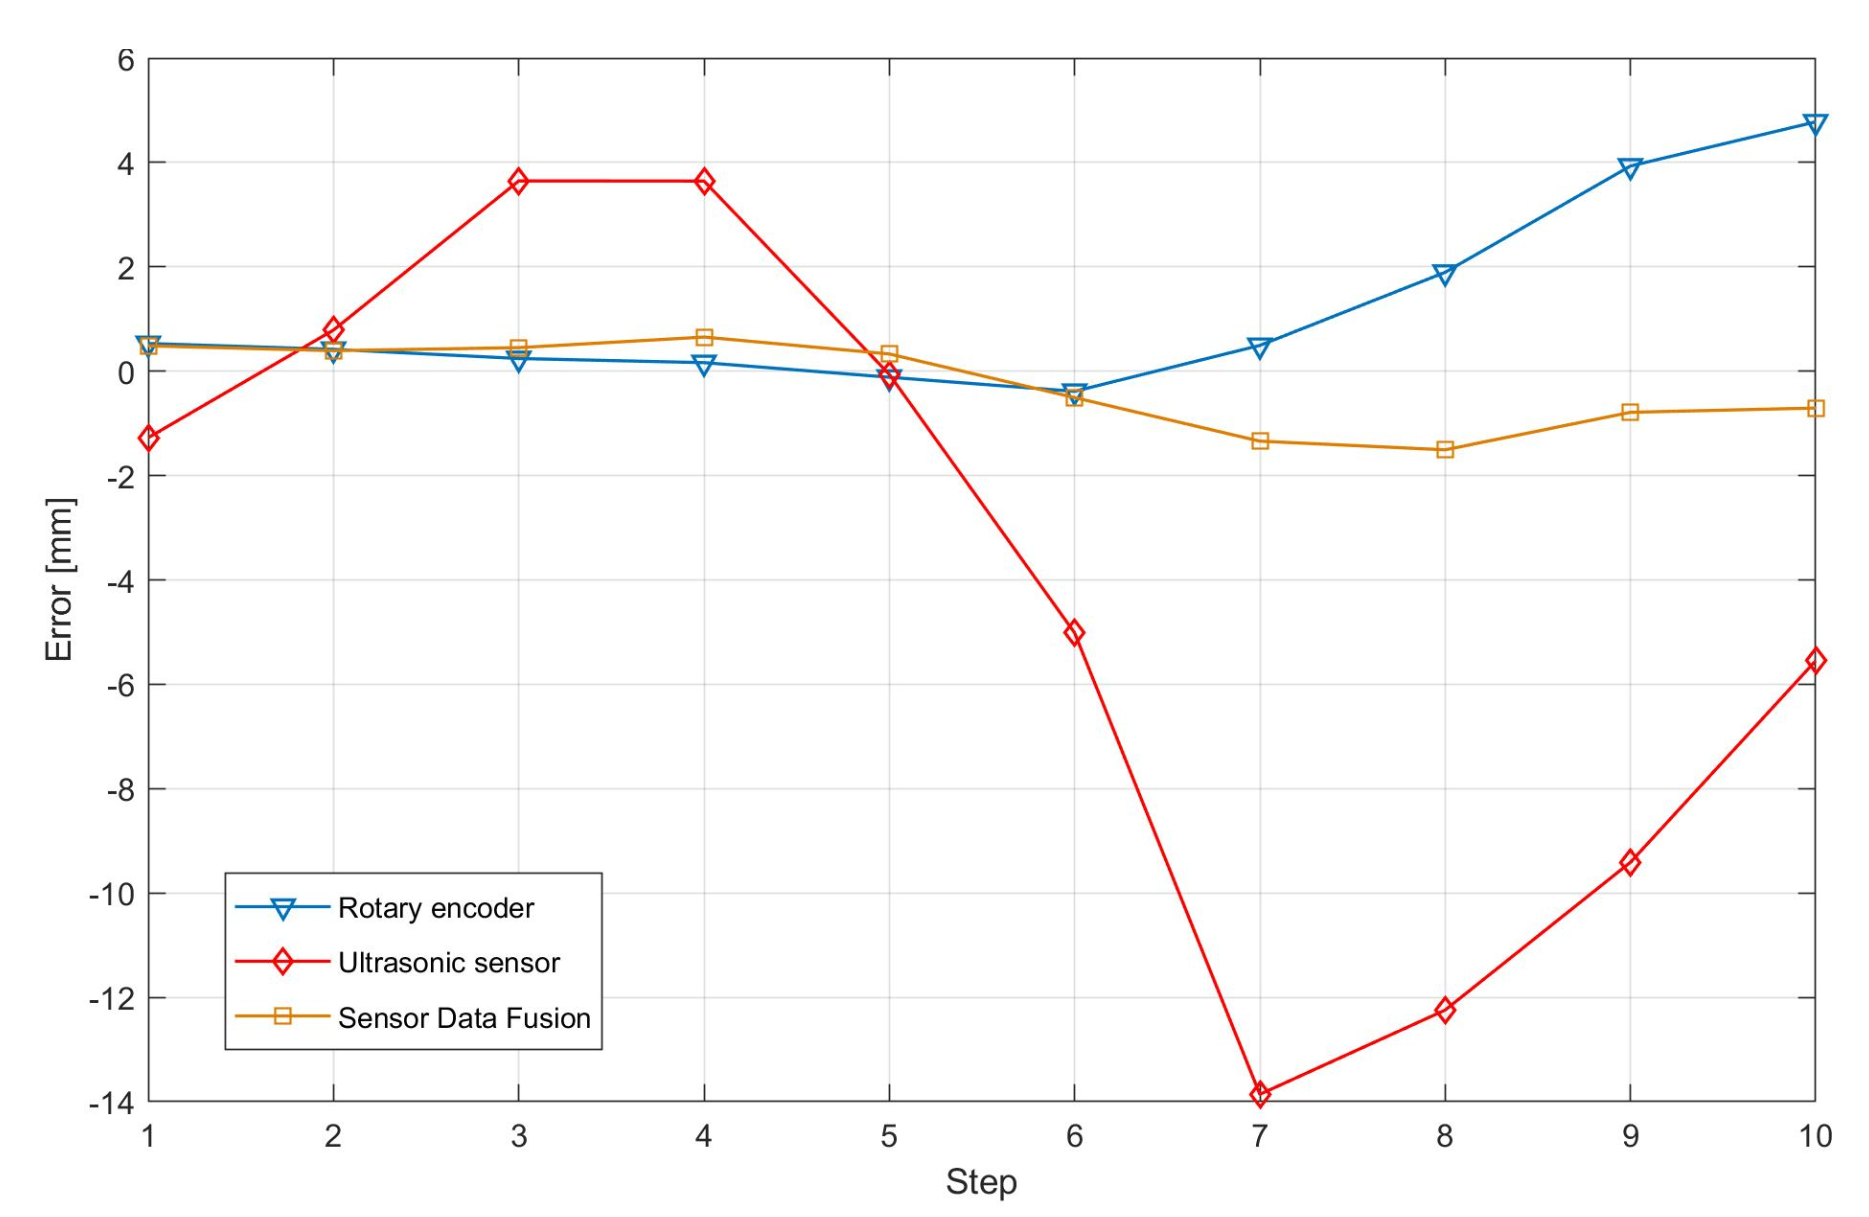 6
4
2
0
-2
-4
-6
-8
-10
-12
-14
Error [mm]
Rotary encoder
Ultrasonic sensor
Sensor Data Fusion
1 2 3 4 5 6 7 8 9 10
Step